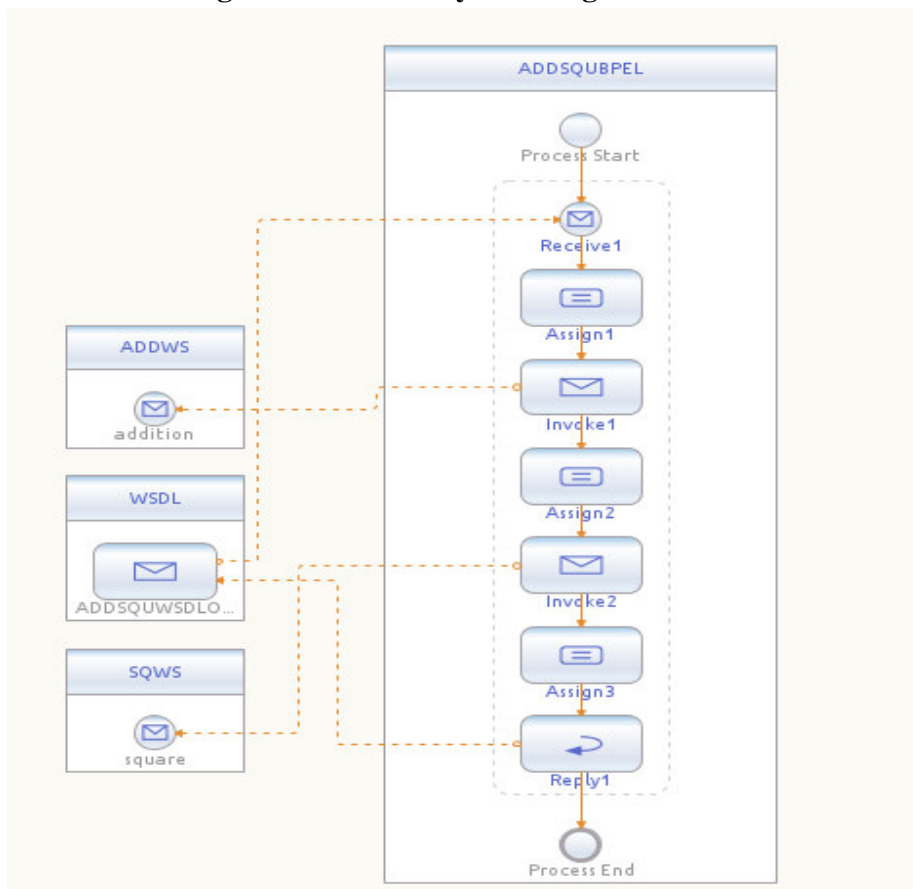 ADDSQUBPEL
Process Start
Receive1
Assign1
ADDWS
addition
Invoke1
Assign2
WSDL
ADDSQUWSDLO...
Invoke2
Assign3
SQWS
square
Reply1
Process End